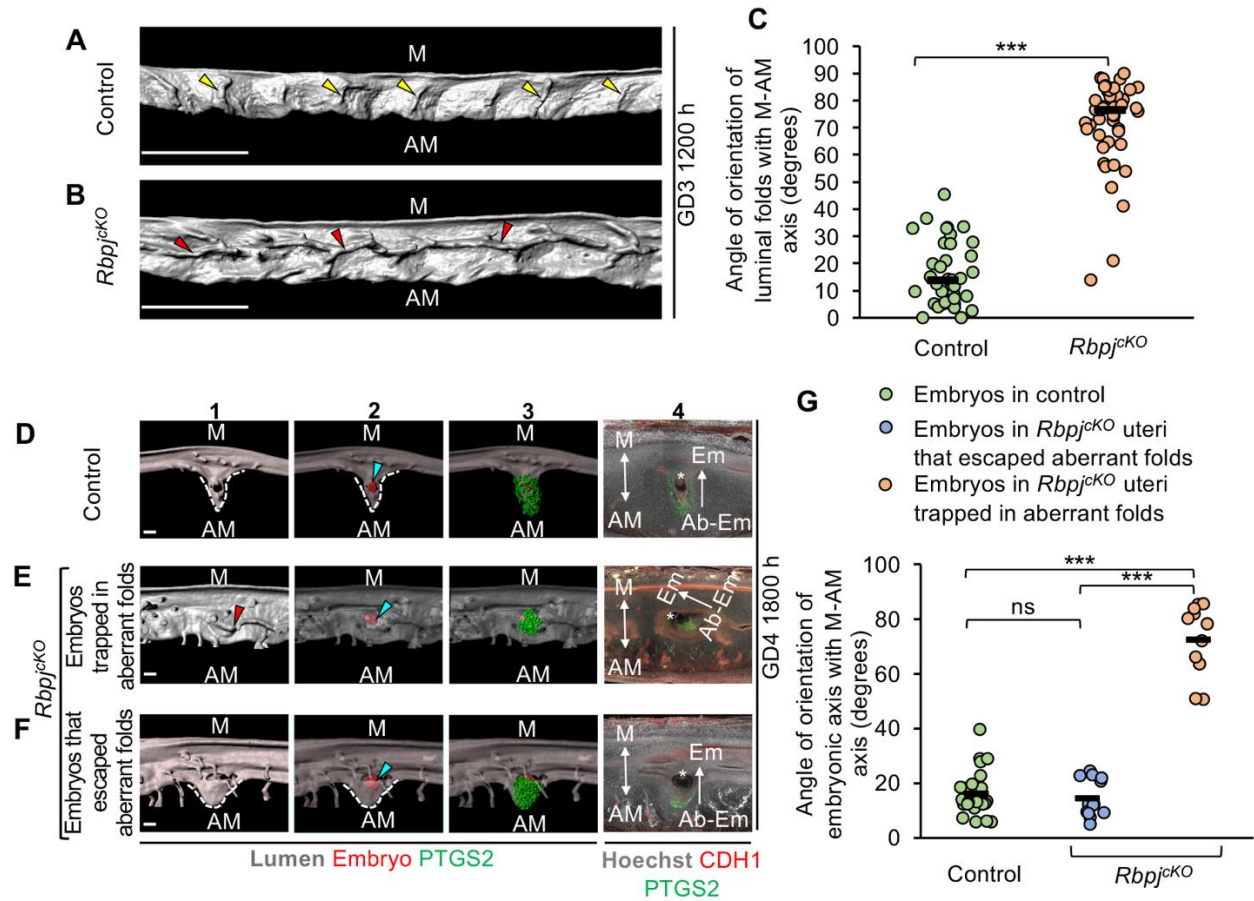 A
Control
M
AM
B
Rbpj^cKO
M
AM
GD3 1200 h
C
Angle of orientation of
luminal folds with M-AM
axis (degrees)
100
90
80
70
60
50
40
30
20
10
0
***
Control
Rbpj^cKO
1
2
3
4
D
Control
M
AM
M
AM
M
AM
M
AM
Em
*
Ab-Em
Rbpj^cKO
E
Embryos
trapped in
aberrant folds
M
AM
M
AM
M
AM
M
AM
Em
*
Ab-Em
F
Embryos that
escaped
aberrant folds
M
AM
M
AM
M
AM
M
AM
Em
*
Ab-Em
GD4 1800 h
Lumen Embryo PTGS2
Hoechst CDH1
PTGS2
G
Embryos in control
Embryos in Rbpj^cKO uteri
that escaped aberrant folds
Embryos in Rbpj^cKO uteri
trapped in aberrant folds
Angle of orientation of
embryonic axis with M-AM
axis (degrees)
100
80
60
40
20
0
***
***
ns
Control
Rbpj^cKO